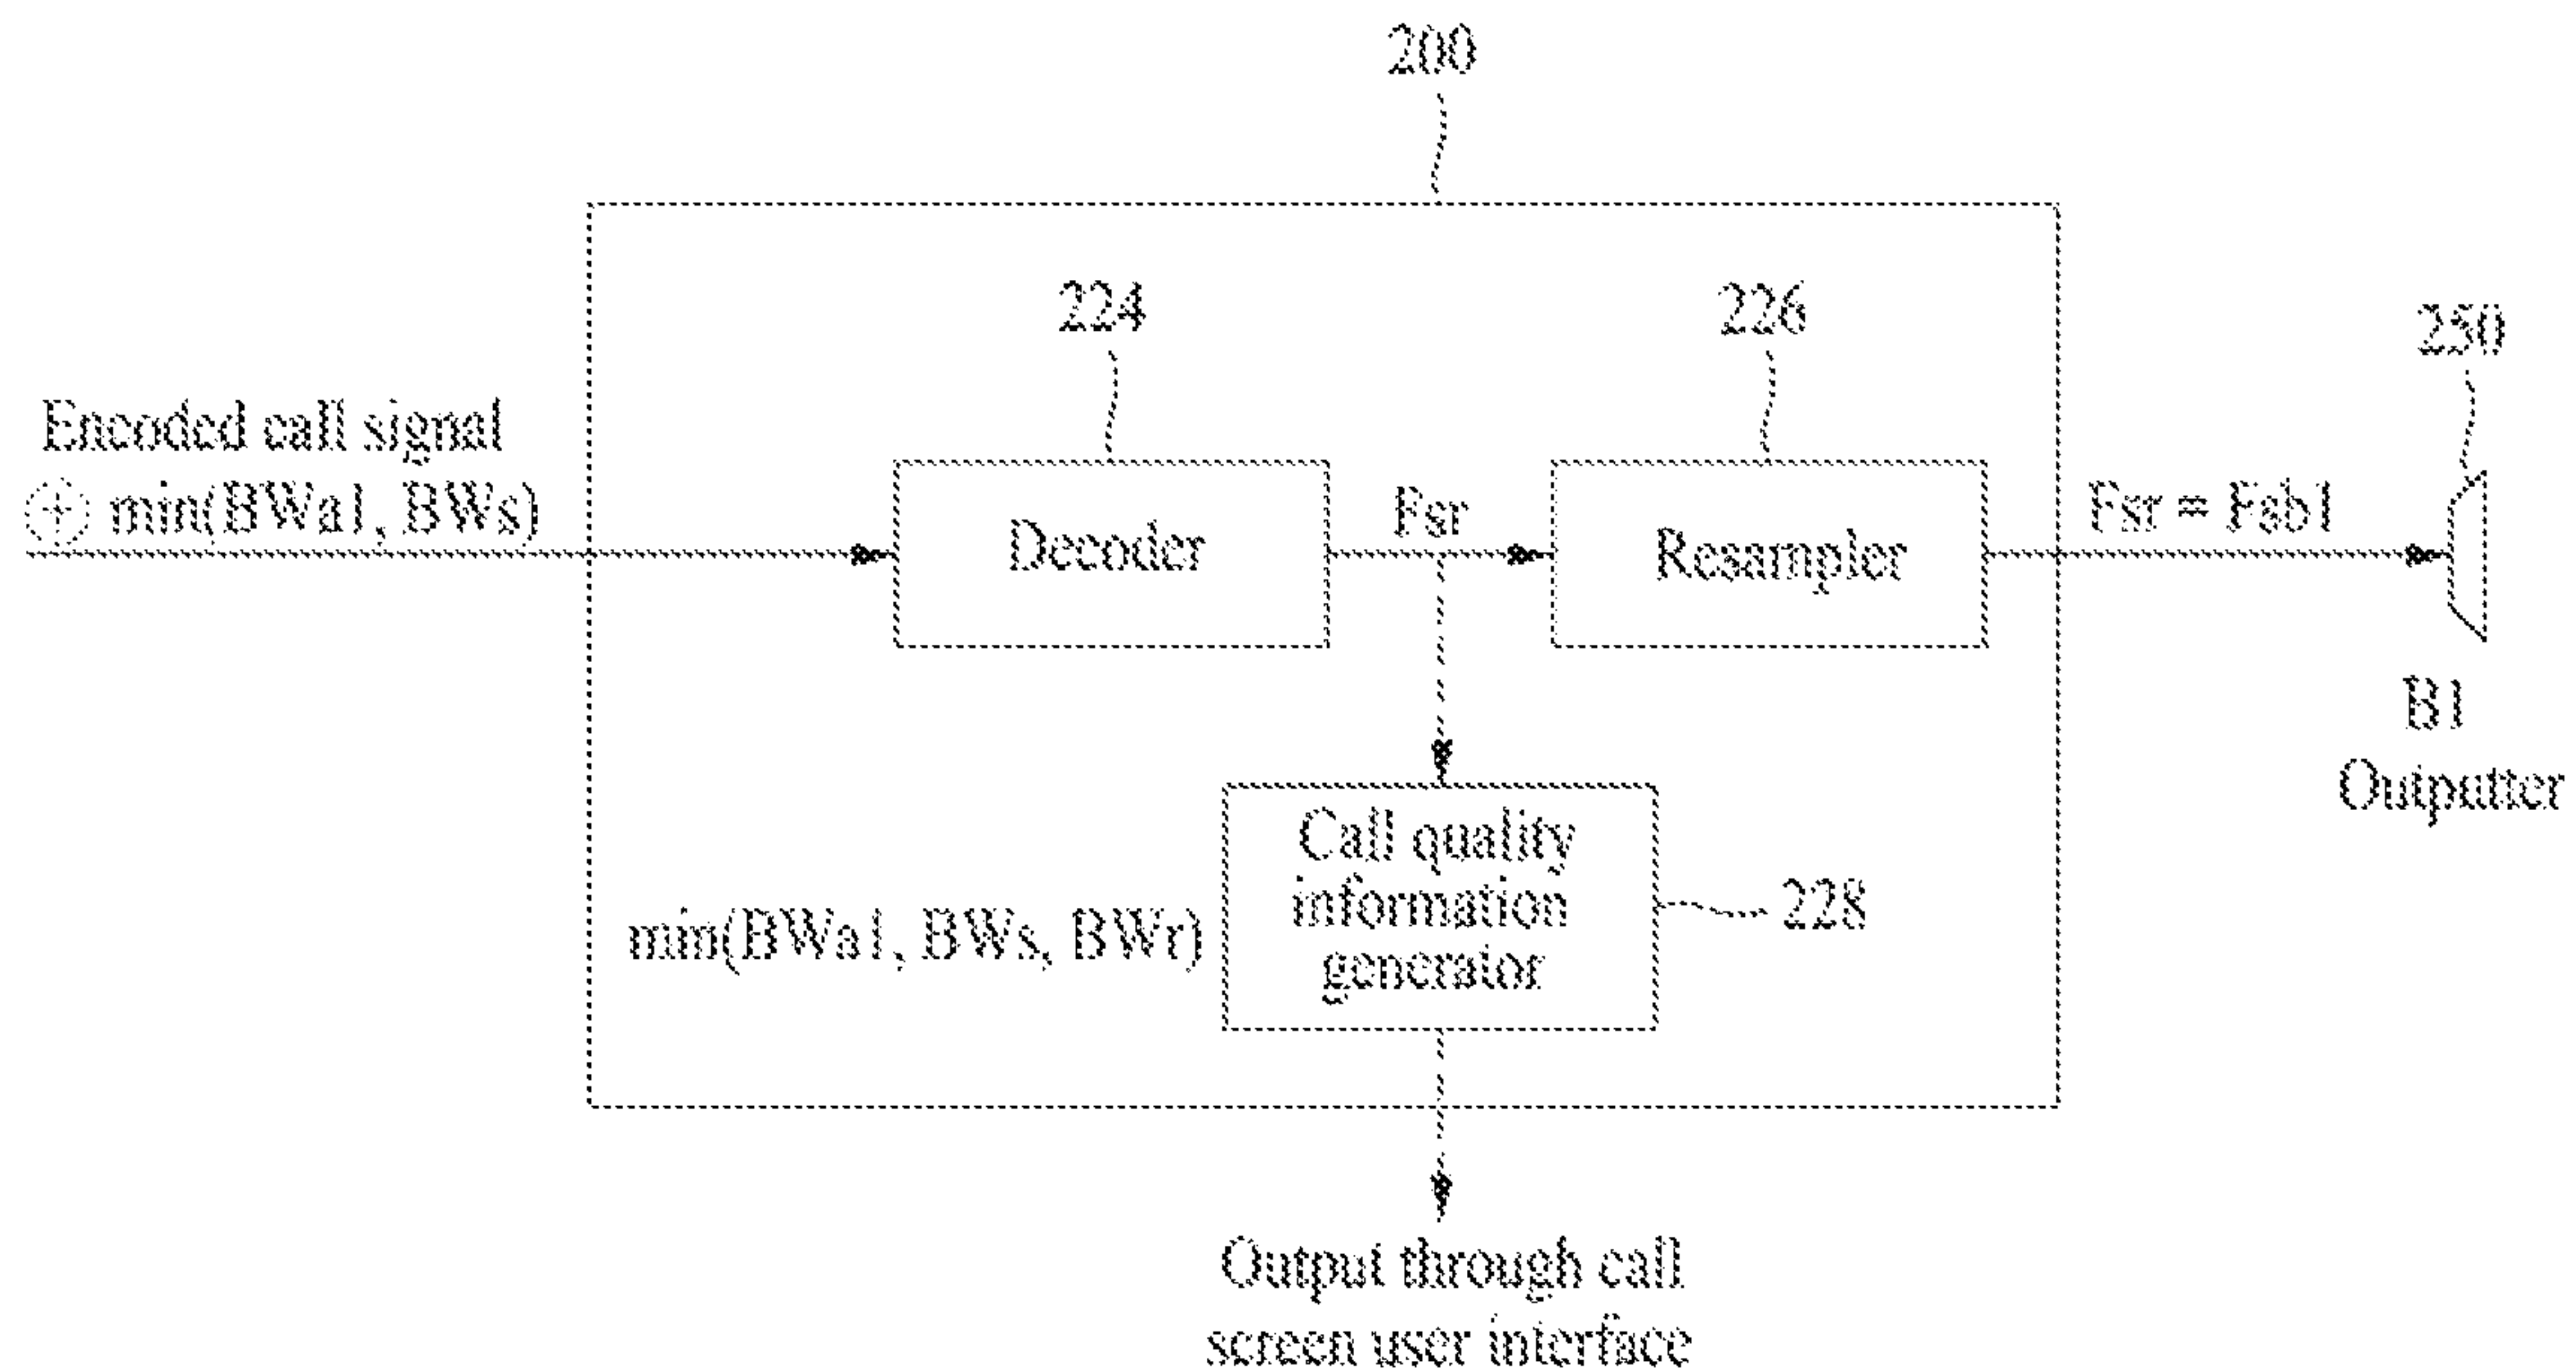 200
224
226
250
Encoded call signal
⊕ min(BWa1, BWs)
Decoder
Fsr
Resampler
Fsr = Fsb1
B1
Outputter
Call quality
information
generator
228
min(BWa1, BWs, BWr)
Output through call
screen user interface